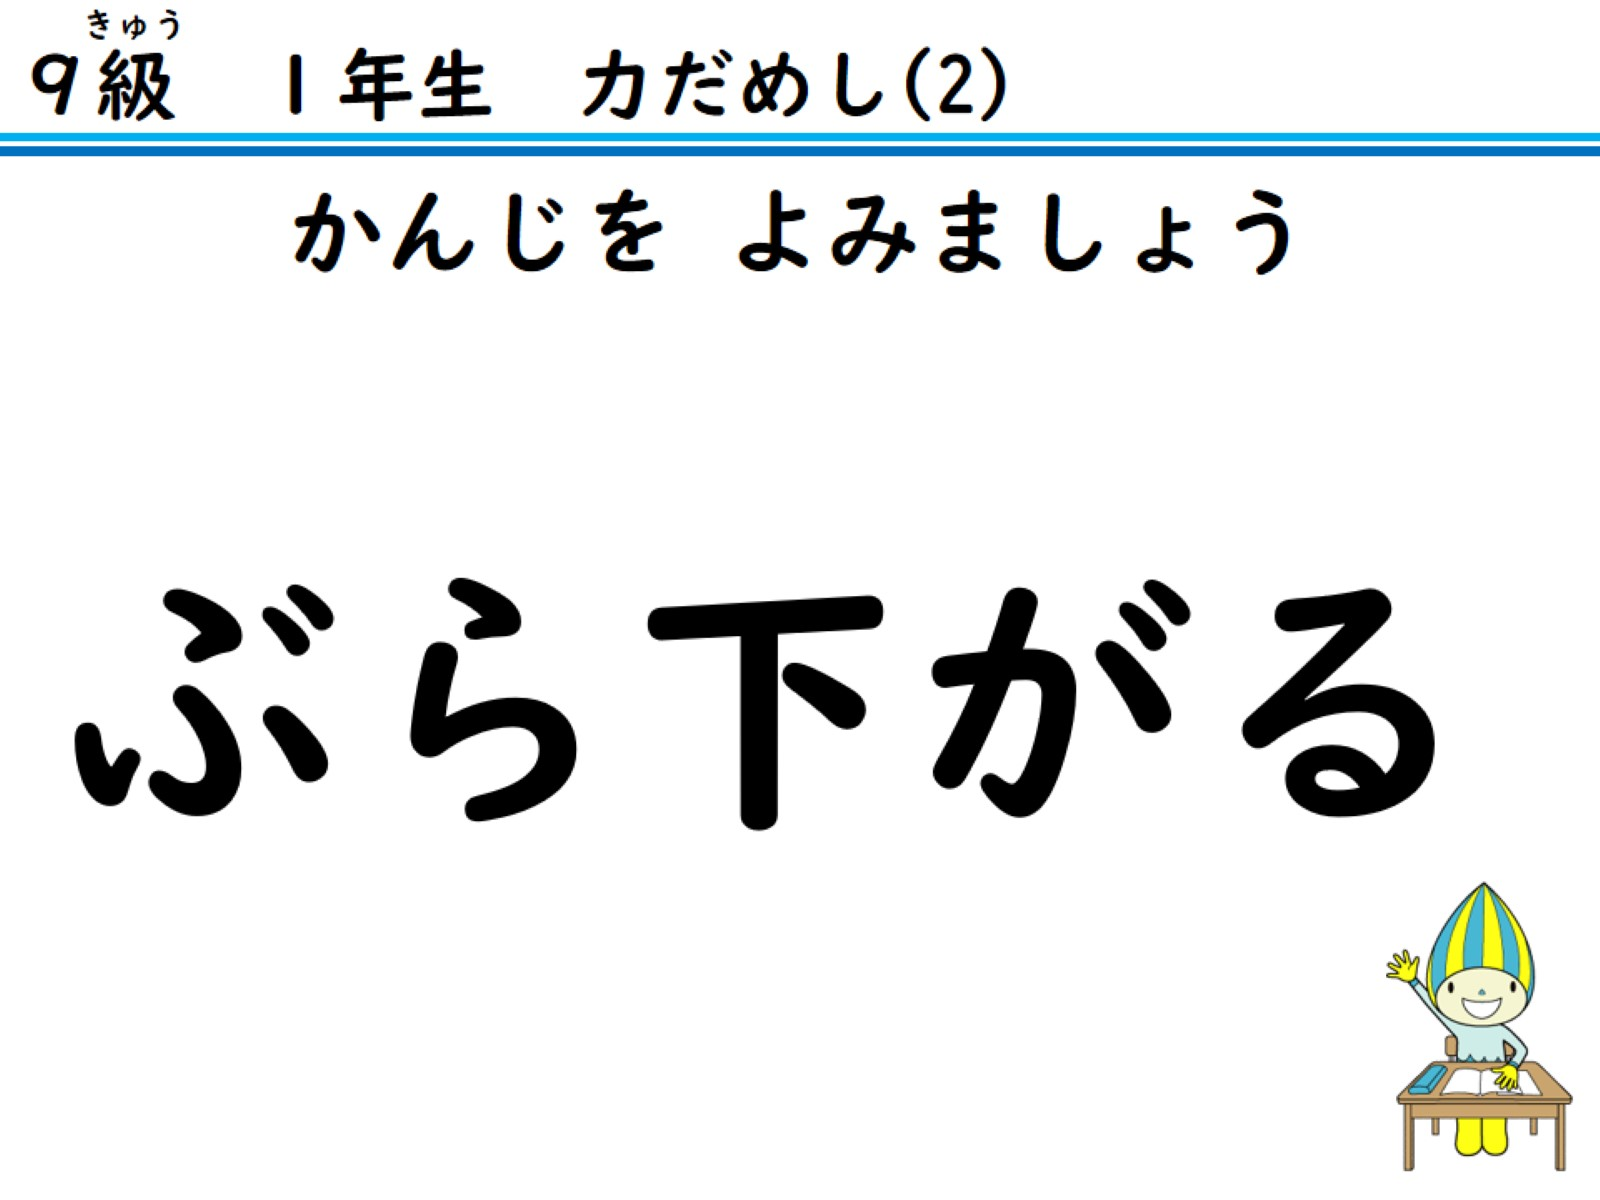 きゅう
9級　1年生　力だめし(2)
かんじを よみましょう
ぶら下がる